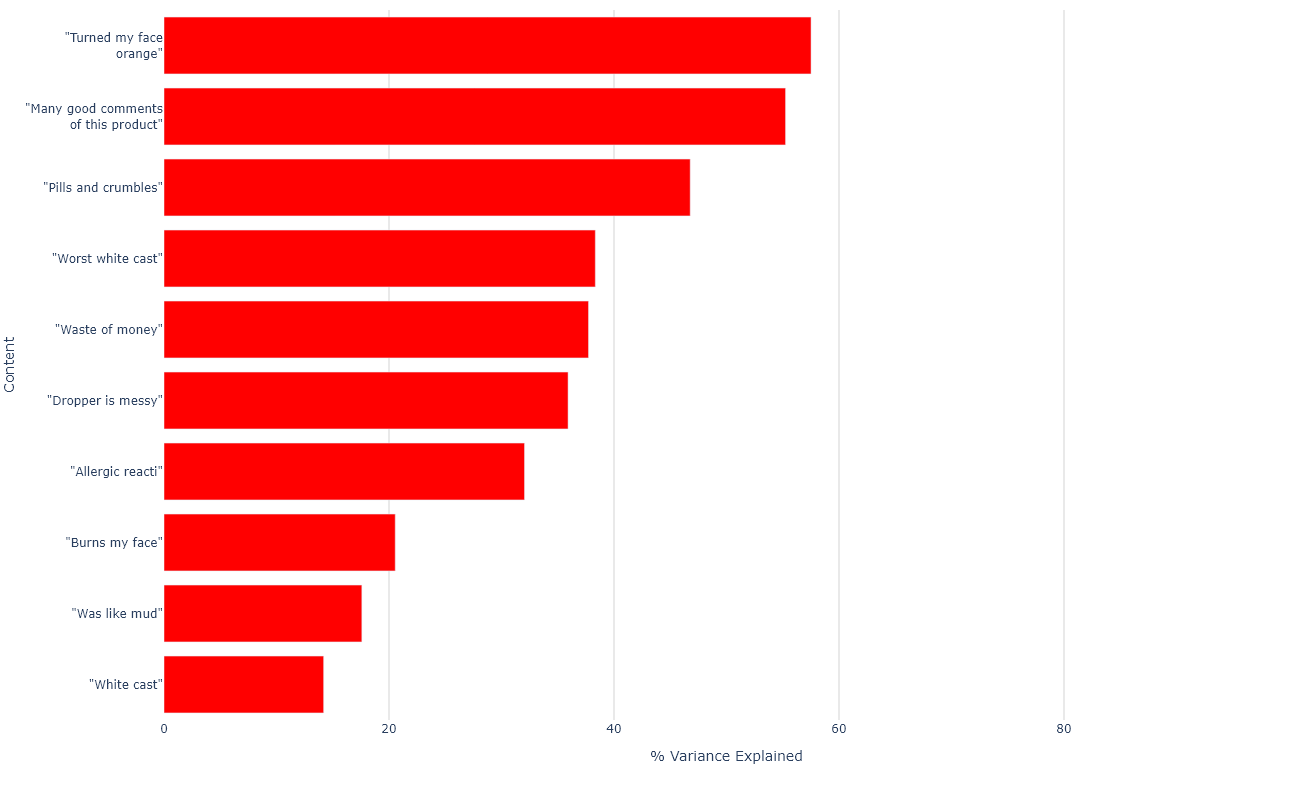 "Turned my face
orange"
"Many good comments
of this product"
"Pills and crumbles"
"Worst white cast"
"Waste of money"
"Dropper is messy"
"Allergic reacti"
"Burns my face"
"Was like mud"
"White cast"
Content
0 20 40 60 80
% Variance Explained